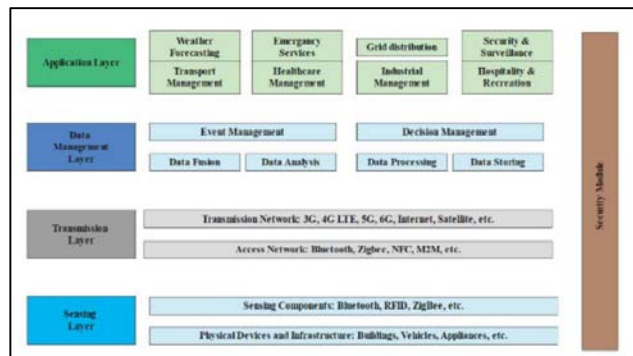 Application Layer
Weather
Forecasting
Transport
Management
Emergancy
Services
Healthcare
Management
Grid distribution
Industrial
Management
Security &
Surveillance
Hospitality &
Recreation
Data
Management
Layer
Event Management
Decision Management
Data Fusion
Data Analysis
Data Processing
Data Storing
Transmission
Layer
Transmission Network: 3G, 4G LTE, 5G, 6G, Internet, Satellite, etc.
Access Network: Bluetooth, Zigbee, NFC, M2M, etc.
Sensing
Layer
Sensing Components: Bluetooth, RFID, ZigBee, etc.
Physical Devices and Infrastructure: Buildings, Vehicles, Appliances, etc.
Security Module